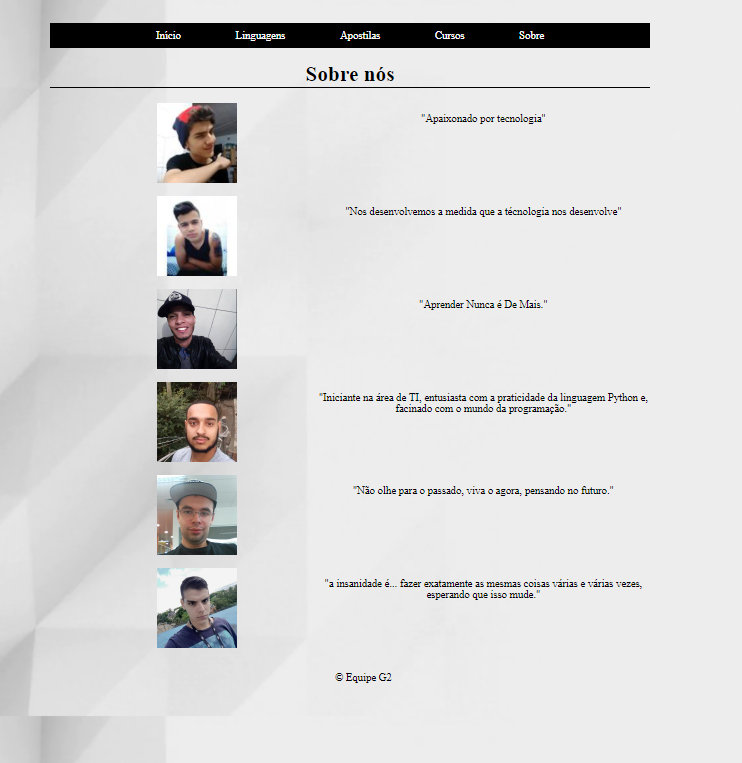 Início Linguagens Apostilas Cursos Sobre
Sobre nós
"Apaixonado por tecnologia"
"Nos desenvolvemos a medida que a técnologia nos desenvolve"
"Aprender Nunca é De Mais."
"Iniciante na área de TI, entusiasta com a praticidade da linguagem Python e,
facinado com o mundo da programação."
"Não olhe para o passado, viva o agora, pensando no futuro."
"a insanidade é... fazer exatamente as mesmas coisas várias e várias vezes,
esperando que isso mude."
© Equipe G2